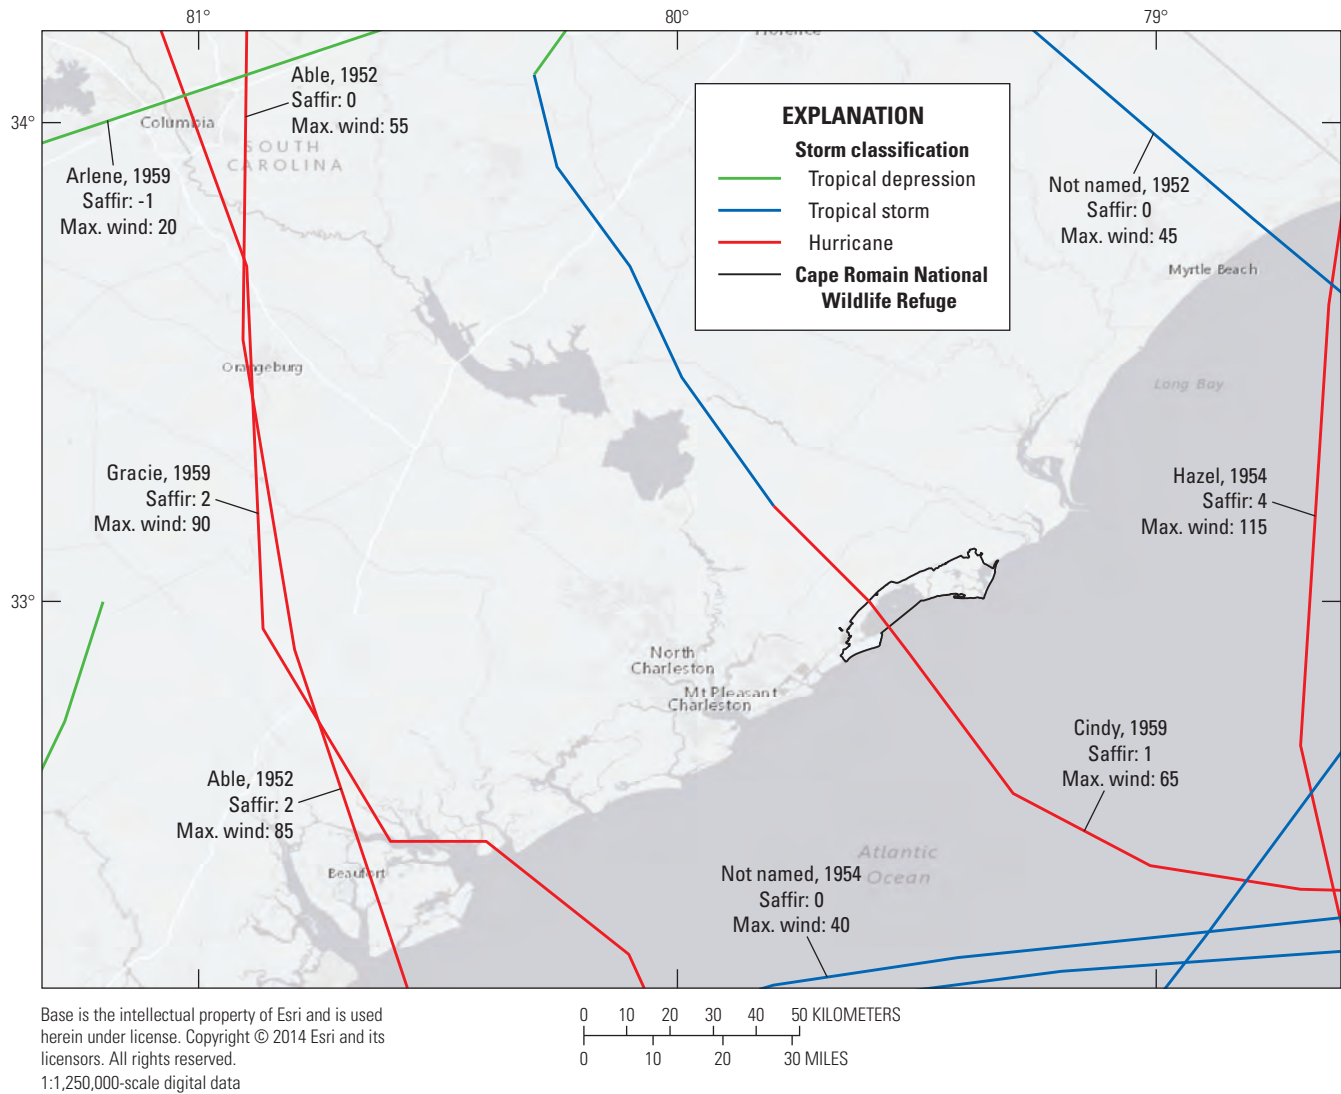 81°
80°
79°
34°
33°
Florence
Columbia
SOUTH
CAROLINA
Able, 1952
Saffir: 0
Max. wind: 55
Arlene, 1959
Saffir: -1
Max. wind: 20
EXPLANATION
Storm classification
Tropical depression
Tropical storm
Hurricane
Cape Romain National
Wildlife Refuge
Not named, 1952
Saffir: 0
Max. wind: 45
Myrtle Beach
Orangeburg
Long Bay
Gracie, 1959
Saffir: 2
Max. wind: 90
Hazel, 1954
Saffir: 4
Max. wind: 115
North
Charleston
Mt Pleasant
Charleston
Cindy, 1959
Saffir: 1
Max. wind: 65
Able, 1952
Saffir: 2
Max. wind: 85
Beaufort
Atlantic
Ocean
Not named, 1954
Saffir: 0
Max. wind: 40
Base is the intellectual property of Esri and is used
herein under license. Copyright © 2014 Esri and its
licensors. All rights reserved.
1:1,250,000-scale digital data
0 10 20 30 40 50 KILOMETERS
0 10 20 30 MILES